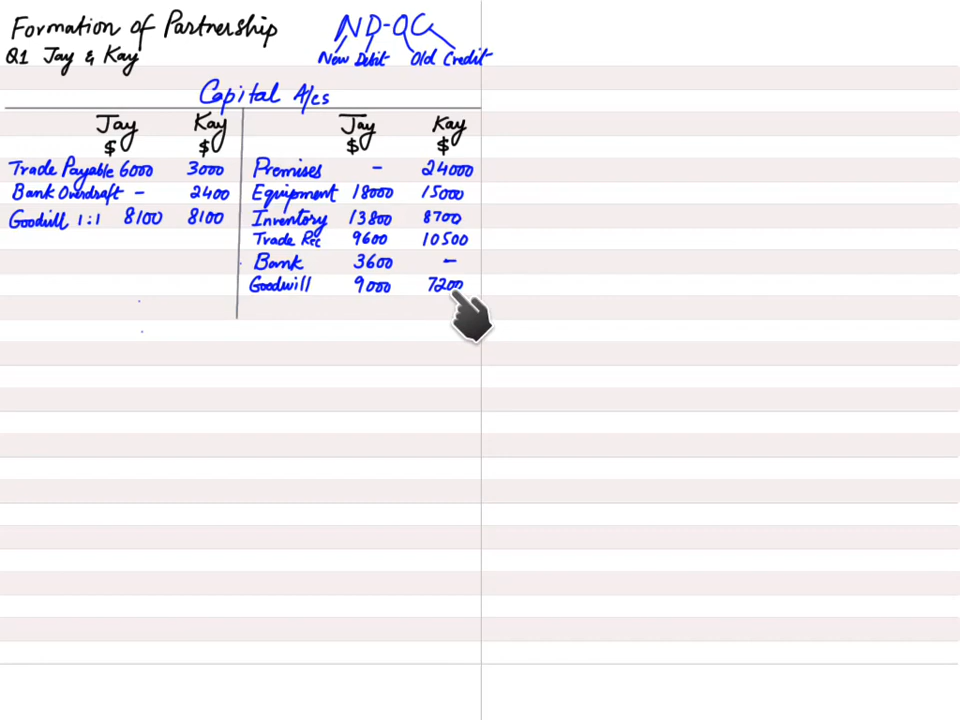 Formation of Partnership
ND-OC
Q1 Jay & Kay
New Debit Old Credit
Capital A/cs
Jay Kay Jay Kay
$ $ $ $
Trade Payable 6000 3000 Premises - 24000
Bank Overdraft - 2400 Equipment 18000 15000
Goodwill 1:1 8100 8100 Inventory 13800 8700
Trade Rec 9600 10500
Bank 3600 -
Goodwill 9000 7200